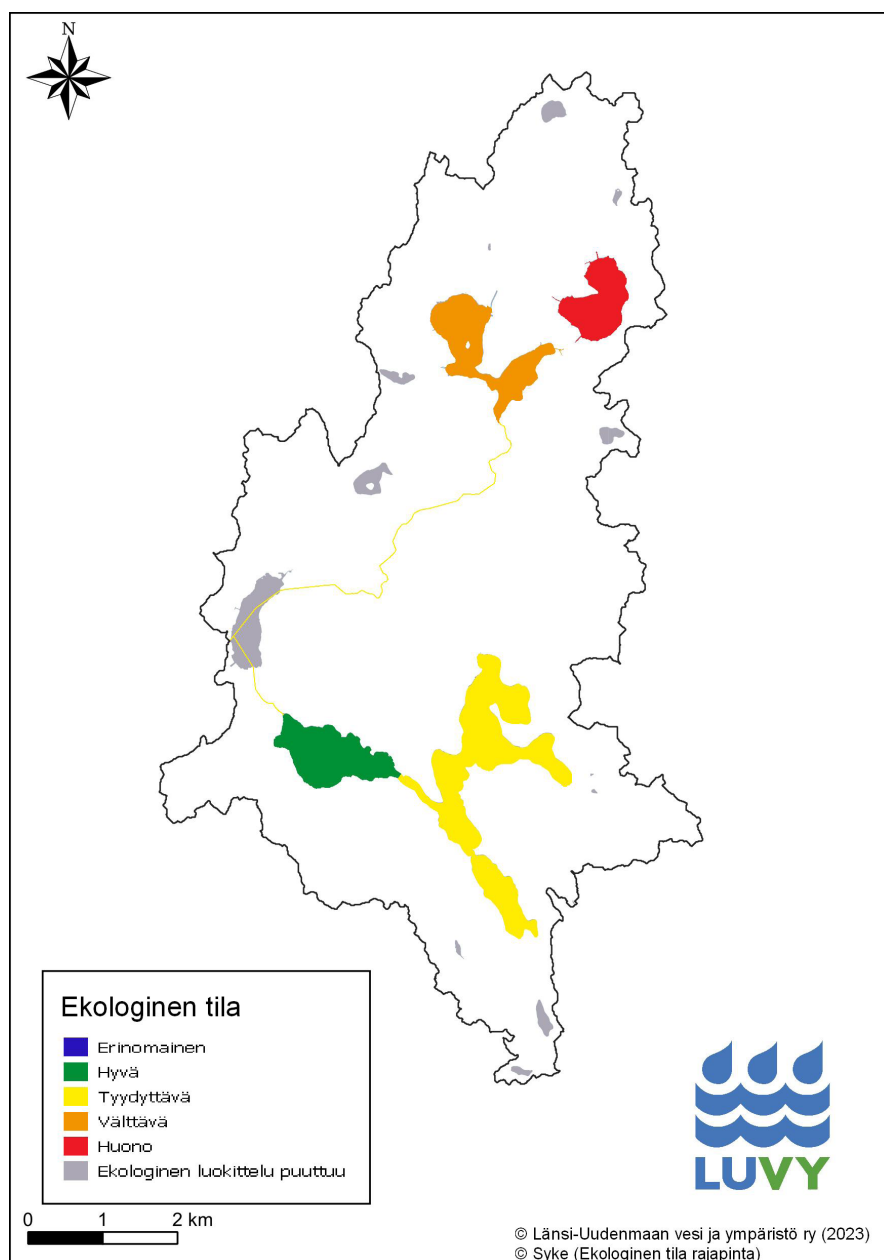 N
Ekologinen tila
Erinomainen
Hyvä
Tyydyttävä
Välttävä
Huono
Ekologinen luokittelu puuttuu
0 1 2 km
LUVY
© Länsi-Uudenmaan vesi ja ympäristö ry (2023)
© Syke (Ekologinen tila rajapinta)